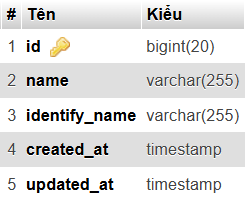 # Tên Kiểu
1 id bigint(20)
2 name varchar(255)
3 identify_name varchar(255)
4 created_at timestamp
5 updated_at timestamp